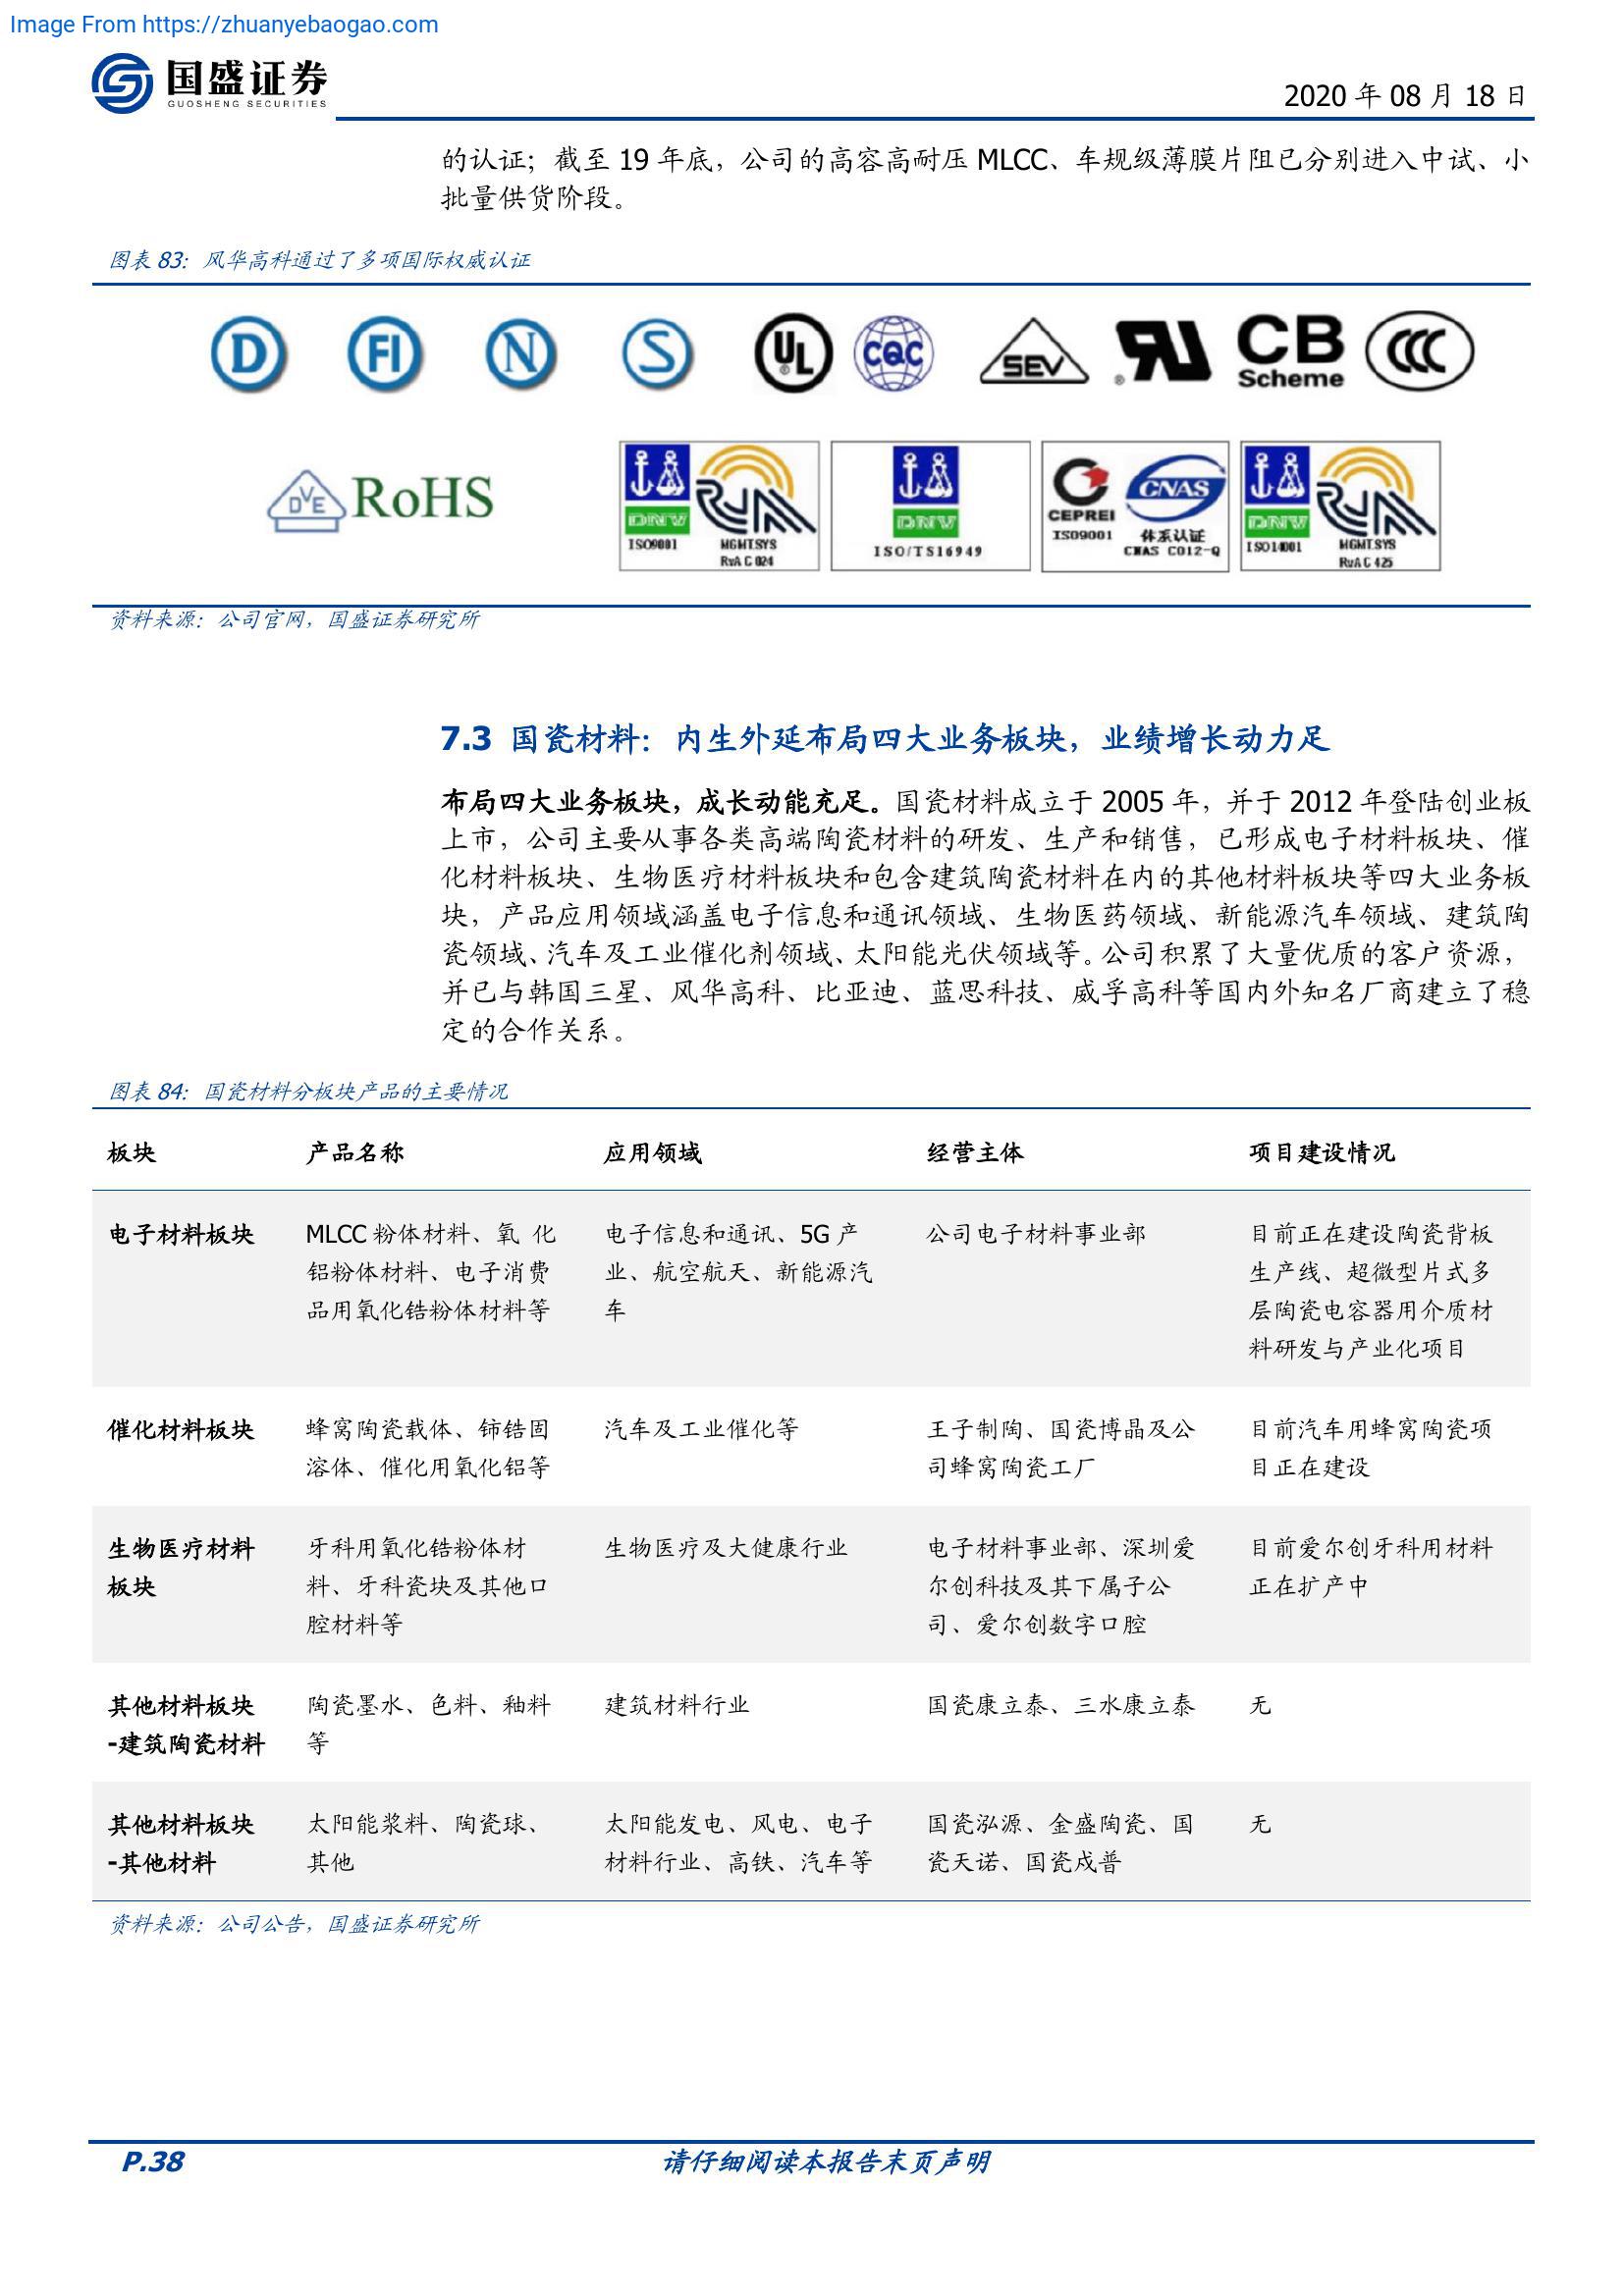 Image From https://zhuanyebaogao.com
国盛证券
GUOSHENG SECURITIES
2020 年 08 月 18 日
的认证；截至 19 年底，公司的高容高耐压 MLCC、车规级薄膜片阻已分别进入中试、小
批量供货阶段。
图表 83：风华高科通过了多项国际权威认证
D FI N S UL CQC SEV RU CB Scheme CCC
DVE RoHS
DNV ISO9001 MGMT.SYS RvA C 024
DNV ISO/TS16949
CEPREI ISO9001 CNAS 体系认证 CNAS C012-Q
DNV ISO14001 RvA MGMT.SYS RvA C 425
资料来源：公司官网，国盛证券研究所
7.3 国瓷材料：内生外延布局四大业务板块，业绩增长动力足
布局四大业务板块，成长动能充足。国瓷材料成立于 2005 年，并于 2012 年登陆创业板
上市，公司主要从事各类高端陶瓷材料的研发、生产和销售，已形成电子材料板块、催
化材料板块、生物医疗材料板块和包含建筑陶瓷材料在内的其他材料板块等四大业务板
块，产品应用领域涵盖电子信息和通讯领域、生物医药领域、新能源汽车领域、建筑陶
瓷领域、汽车及工业催化剂领域、太阳能光伏领域等。公司积累了大量优质的客户资源，
并已与韩国三星、风华高科、比亚迪、蓝思科技、威孚高科等国内外知名厂商建立了稳
定的合作关系。
图表 84：国瓷材料分板块产品的主要情况
板块 产品名称 应用领域 经营主体 项目建设情况
电子材料板块 MLCC 粉体材料、氧 化 电子信息和通讯、5G 产 公司电子材料事业部 目前正在建设陶瓷背板
铝粉体材料、电子消费 业、航空航天、新能源汽 生产线、超微型片式多
品用氧化锆粉体材料等 车 层陶瓷电容器用介质材
料研发与产业化项目
催化材料板块 蜂窝陶瓷载体、铈锆固 汽车及工业催化等 王子制陶、国瓷博晶及公 目前汽车用蜂窝陶瓷项
溶体、催化用氧化铝等 司蜂窝陶瓷工厂 目正在建设
生物医疗材料 牙科用氧化锆粉体材 生物医疗及大健康行业 电子材料事业部、深圳爱 目前爱尔创牙科用材料
板块 料、牙科瓷块及其他口 尔创科技及其下属子公 正在扩产中
腔材料等 司、爱尔创数字口腔
其他材料板块 陶瓷墨水、色料、釉料 建筑材料行业 国瓷康立泰、三水康立泰 无
-建筑陶瓷材料 等
其他材料板块 太阳能浆料、陶瓷球、 太阳能发电、风电、电子 国瓷泓源、金盛陶瓷、国 无
-其他材料 其他 材料行业、高铁、汽车等 瓷天诺、国瓷戍普
资料来源：公司公告，国盛证券研究所
P.38 请仔细阅读本报告末页声明